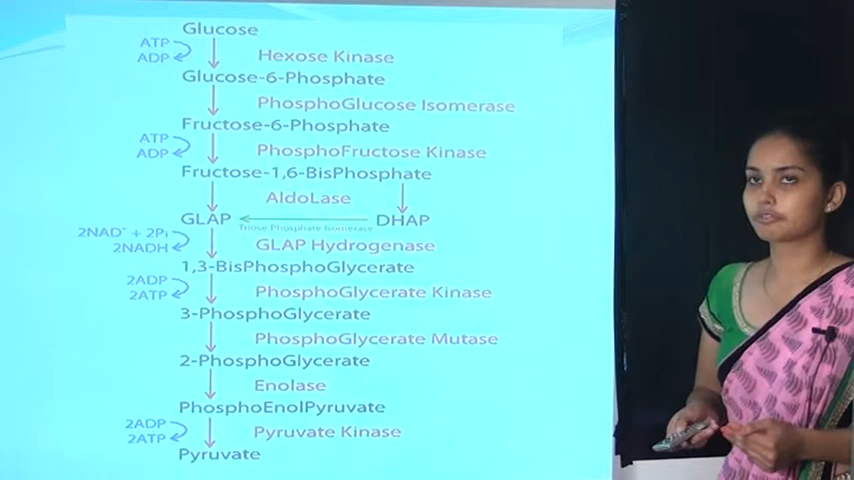 Glucose
ATP
ADP
Hexose Kinase
Glucose-6-Phosphate
PhosphoGlucose Isomerase
Fructose-6-Phosphate
ATP
ADP
PhosphoFructose Kinase
Fructose-1,6-BisPhosphate
AldoLase
GLAP
DHAP
Triose Phosphate Isomerase
2NAD⁺ + 2Pi
2NADH
GLAP Hydrogenase
1,3-BisPhosphoGlycerate
2ADP
2ATP
PhosphoGlycerate Kinase
3-PhosphoGlycerate
PhosphoGlycerate Mutase
2-PhosphoGlycerate
Enolase
PhosphoEnolPyruvate
2ADP
2ATP
Pyruvate Kinase
Pyruvate